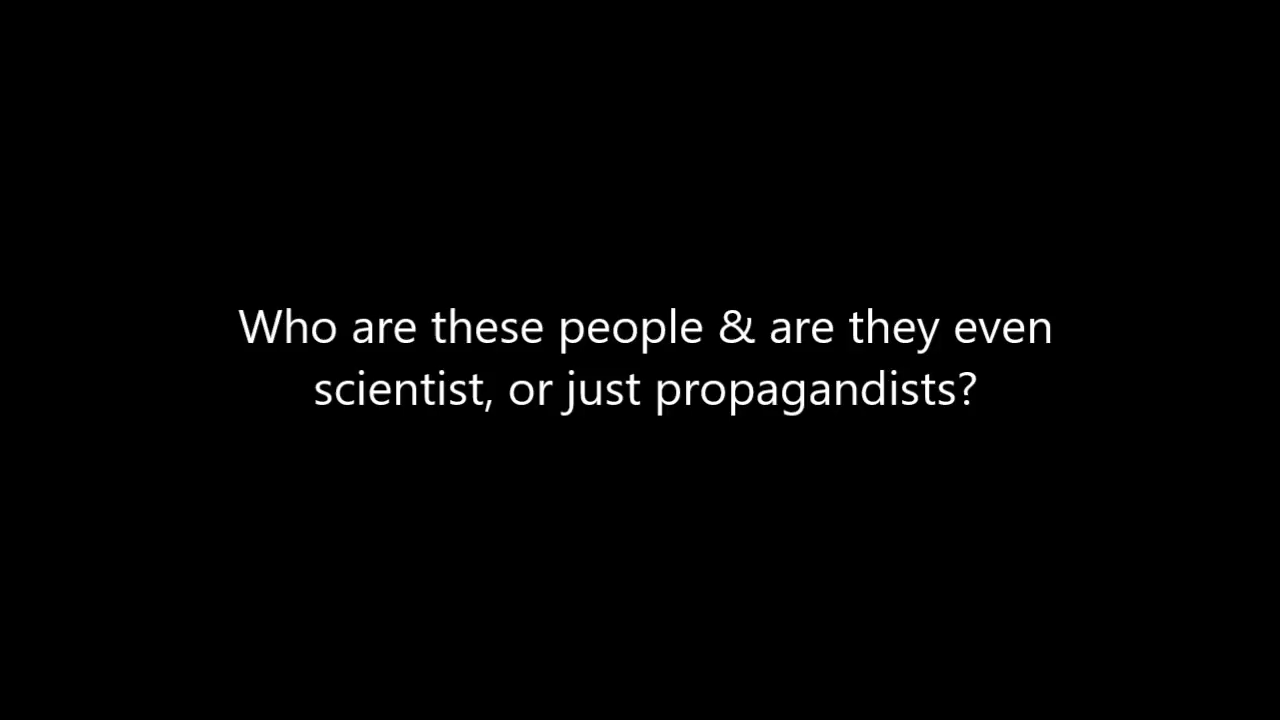 Who are these people & are they even
scientist, or just propagandists?